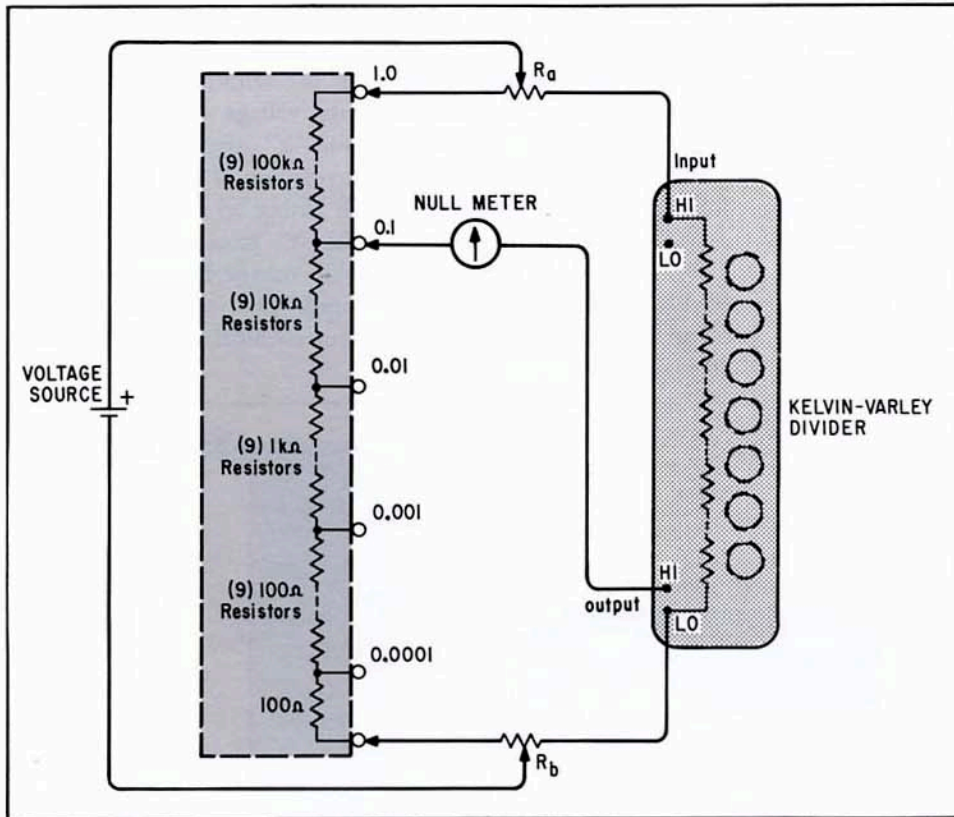 1.0
Ra
(9) 100kΩ
Resistors
Input
HI
LO
NULL METER
0.1
(9) 10kΩ
Resistors
VOLTAGE
SOURCE
+
0.01
KELVIN-VARLEY
DIVIDER
(9) 1kΩ
Resistors
0.001
(9) 100Ω
Resistors
HI
output
LO
0.0001
100Ω
Rb